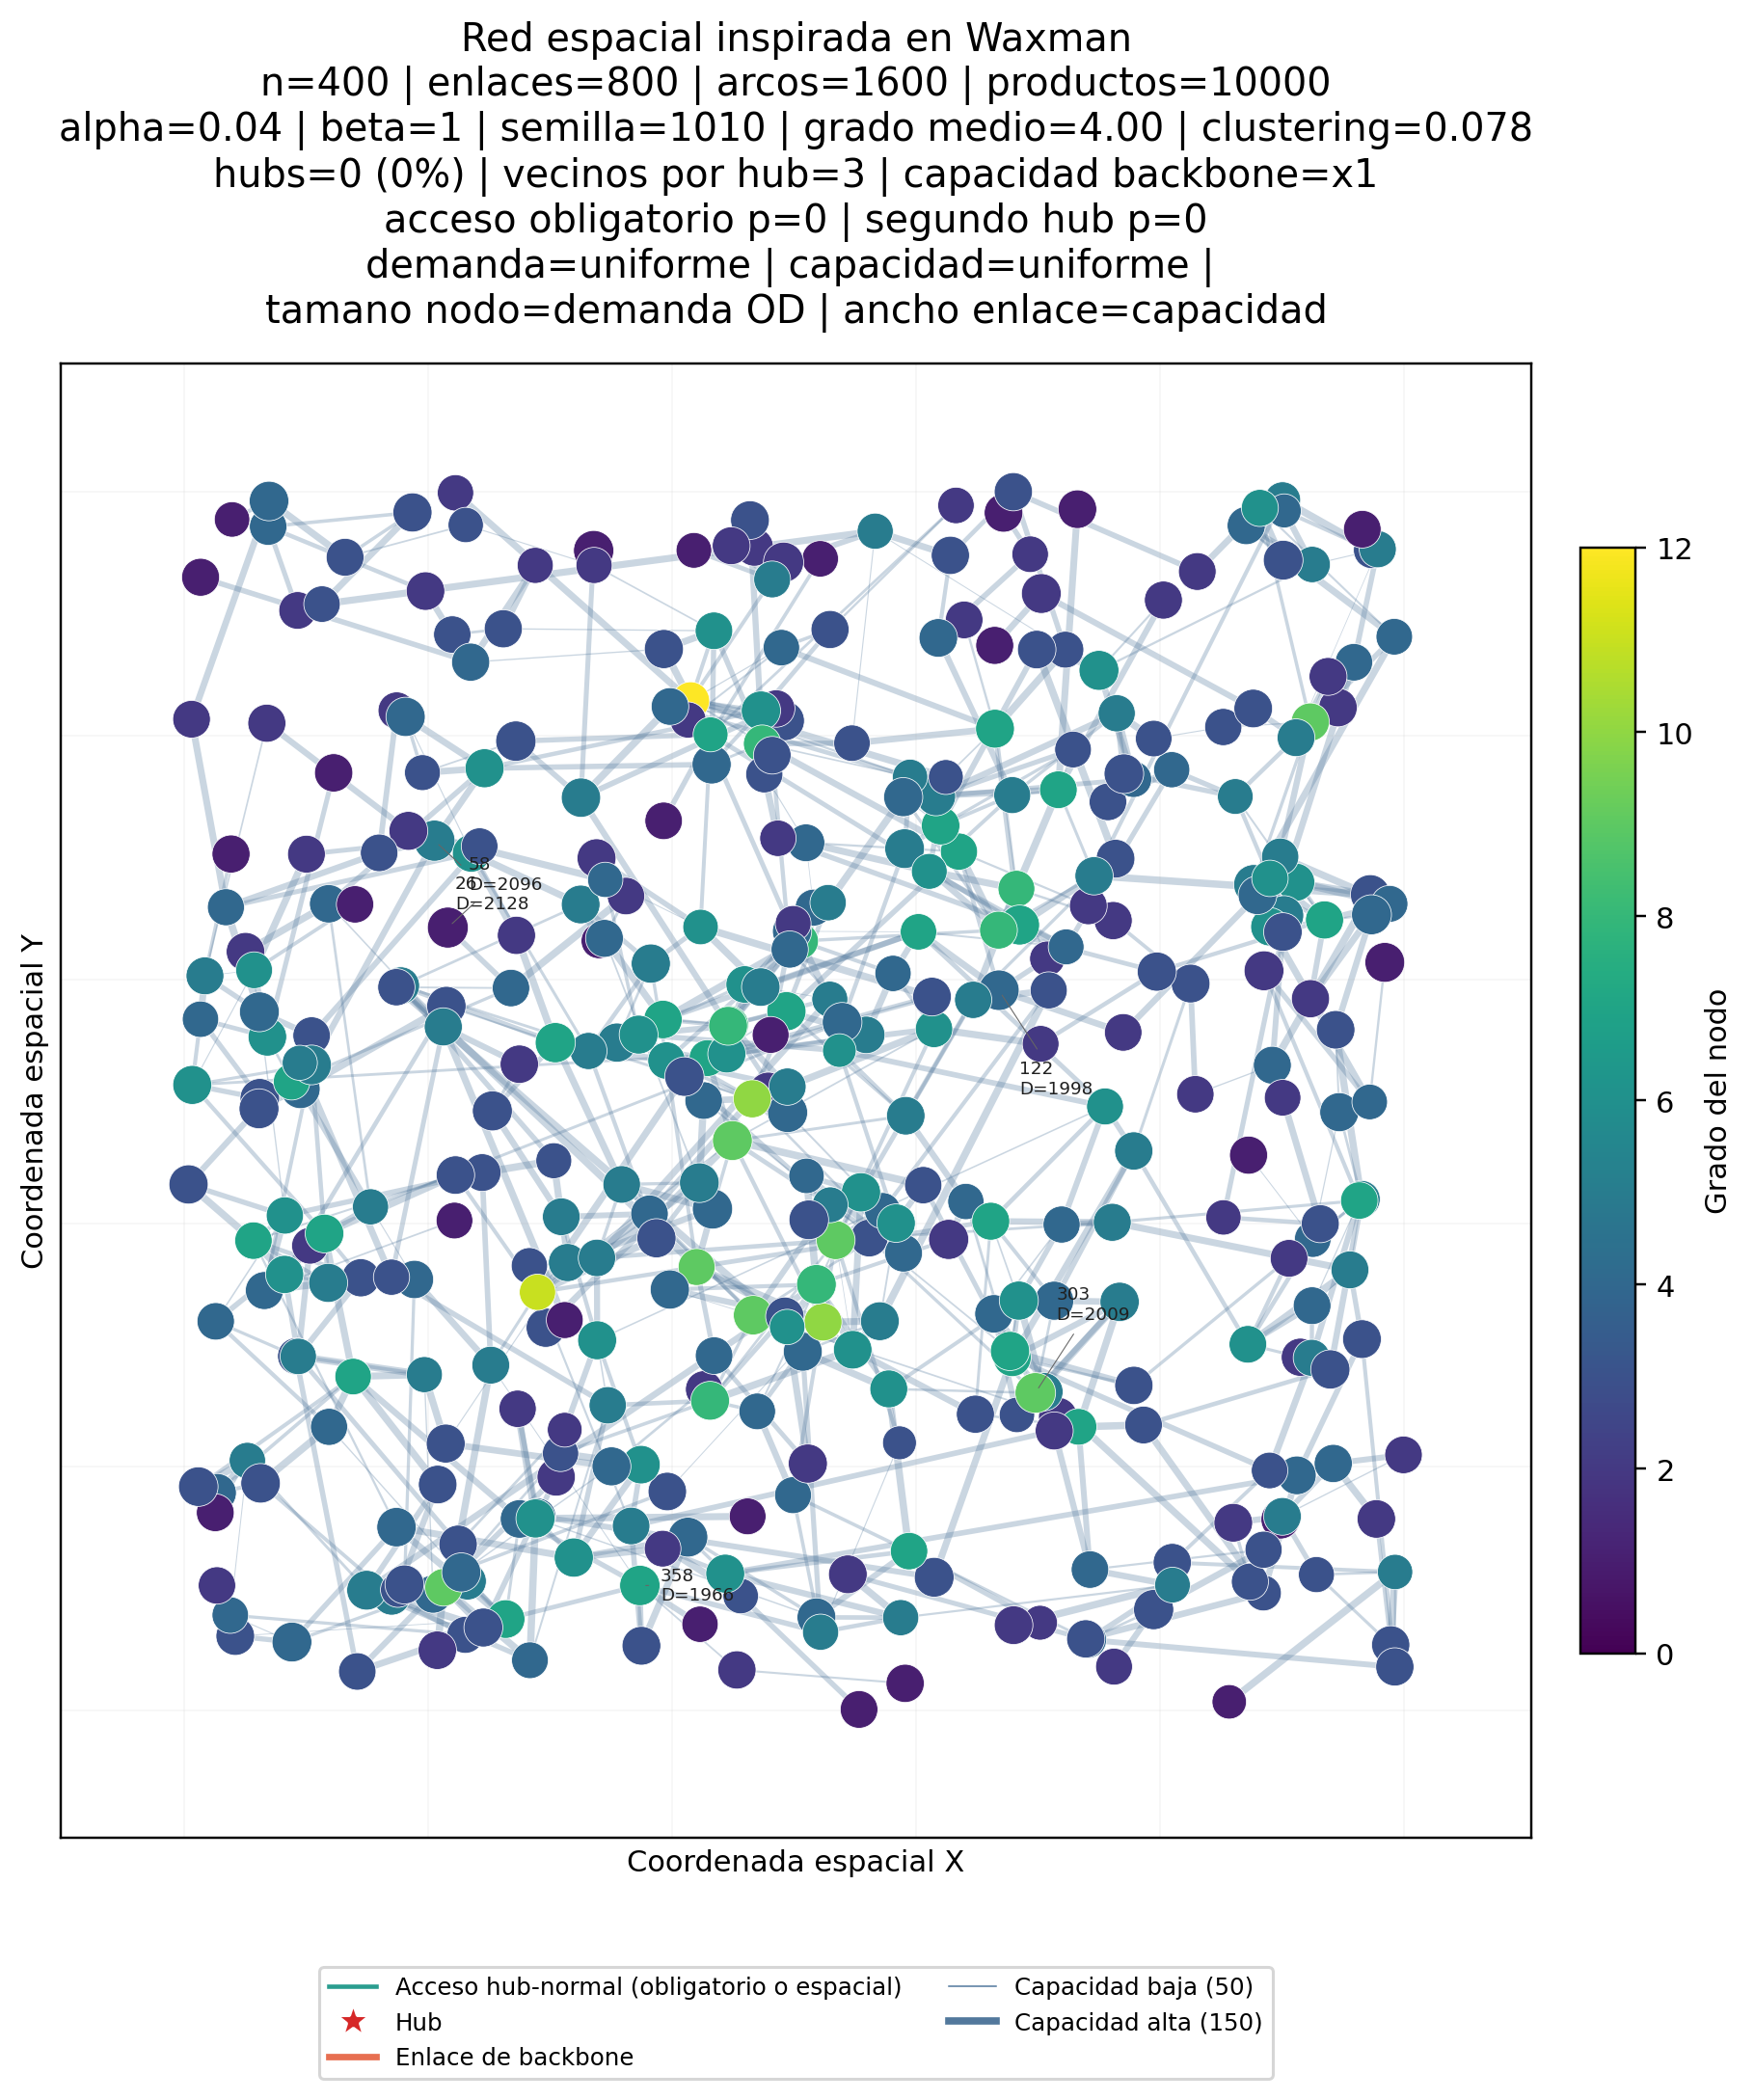 Red espacial inspirada en Waxman
n=400 | enlaces=800 | arcos=1600 | productos=10000
alpha=0.04 | beta=1 | semilla=1010 | grado medio=4.00 | clustering=0.078
hubs=0 (0%) | vecinos por hub=3 | capacidad backbone=x1
acceso obligatorio p=0 | segundo hub p=0
demanda=uniforme | capacidad=uniforme |
tamano nodo=demanda OD | ancho enlace=capacidad
58
D=2096
26
D=2128
122
D=1998
303
D=2009
358
D=1966
Coordenada espacial Y
Coordenada espacial X
12
10
8
6
4
2
0
Grado del nodo
Acceso hub-normal (obligatorio o espacial)
Hub
Enlace de backbone
Capacidad baja (50)
Capacidad alta (150)